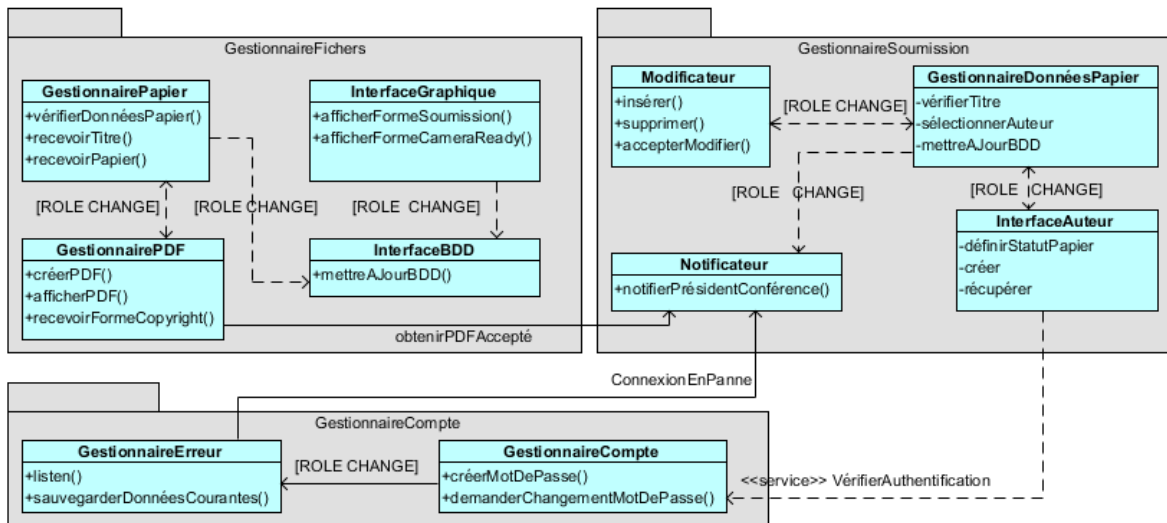 GestionnaireFichers
GestionnairePapier
+vérifierDonnéesPapier()
+recevoirTitre()
+recevoirPapier()
InterfaceGraphique
+afficherFormeSoumission()
+afficherFormeCameraReady()
[ROLE CHANGE]
[ROLE CHANGE]
[ROLE CHANGE]
GestionnairePDF
+créerPDF()
+afficherPDF()
+recevoirFormeCopyright()
InterfaceBDD
+mettreAJourBDD()
obtenirPDFAccepté
GestionnaireSoumission
Modificateur
+insérer()
+supprimer()
+accepterModifier()
[ROLE CHANGE]
GestionnaireDonnéesPapier
-vérifierTitre
-sélectionnerAuteur
-mettreAJourBDD
[ROLE CHANGE]
[ROLE CHANGE]
Notificateur
+notifierPrésidentConférence()
InterfaceAuteur
-définirStatutPapier
-créer
-récupérer
ConnexionEnPanne
GestionnaireCompte
GestionnaireErreur
+listen()
+sauvegarderDonnéesCourantes()
[ROLE CHANGE]
GestionnaireCompte
+créerMotDePasse()
+demanderChangementMotDePasse()
<<service>> VérifierAuthentification